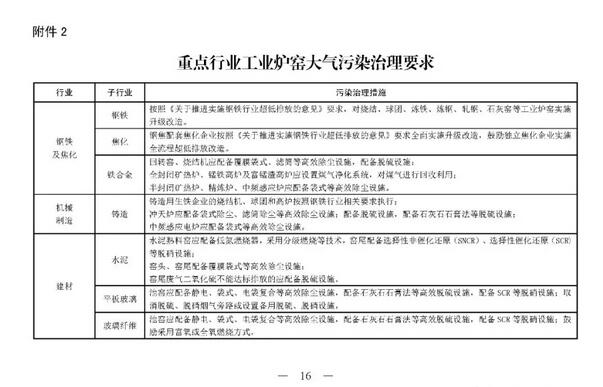 附件 2
重点行业工业炉窑大气污染治理要求
行业 子行业 污染治理措施
钢铁及焦化
钢铁
按照《关于推进实施钢铁行业超低排放的意见》要求，对烧结、球团、炼铁、炼钢、轧钢、石灰窑等工业炉窑实施
升级改造。
焦化
钢焦配套焦化企业按照《关于推进实施钢铁行业超低排放的意见》要求全面实施升级改造，鼓励独立焦化企业实施
全流程超低排放改造。
铁合金
回转窑、烧结机应配备覆膜袋式、滤筒等高效除尘设施，配备脱硫设施；
全封闭矿热炉、锰铁高炉及富锰渣高炉应设置煤气净化系统，对煤气进行回收利用；
半封闭矿热炉、精炼炉、中频感应炉应配备袋式等高效除尘设施。
机械
制造
铸造
铸造用生铁企业的烧结机、球团和高炉按照钢铁行业相关要求执行；
冲天炉应配备袋式除尘、滤筒除尘等高效除尘设施；配备脱硫设施，配备石灰石石膏法等脱硫设施；
中频感应电炉应配备袋式等高效除尘设施。
建材
水泥
水泥熟料窑应配备低氮燃烧器，采用分级燃烧等技术，窑尾配备选择性非催化还原（SNCR）、选择性催化还原（SCR）
等脱硝设施；
窑头、窑尾配备覆膜袋式等高效除尘设施；
窑尾废气二氧化硫不能达标排放的应配备脱硫设施。
平板玻璃
池窑应配备静电、袋式、电袋复合等高效除尘设施，配备石灰石石膏法等高效脱硫设施，配备 SCR 等脱硝设施；取
消脱硫、脱硝烟气旁路或设置备用脱硫、脱硝设施。
玻璃纤维
池窑应配备静电、袋式、电袋复合等高效除尘设施，配备石灰石石膏法等高效脱硫设施，配备 SCR 等脱硝设施；鼓
励采用富氧或全氧燃烧方式。
— 16 —